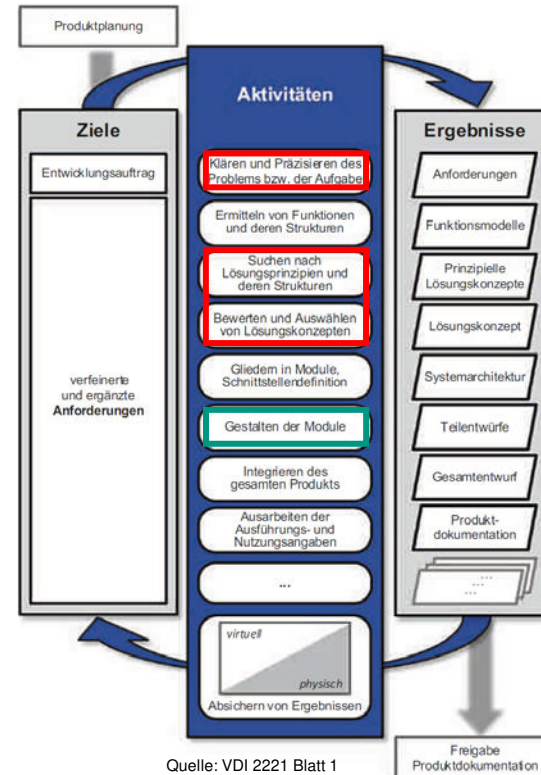 Produktplanung
Ziele
Entwicklungsauftrag
verfeinerte
und ergänzte
Anforderungen
Aktivitäten
Klären und Präzisieren des
Problems bzw. der Aufgabe
Ermitteln von Funktionen
und deren Strukturen
Suchen nach
Lösungsprinzipien und
deren Strukturen
Bewerten und Auswählen
von Lösungskonzepten
Gliedern in Module,
Schnittstellendefinition
Gestalten der Module
Integrieren des
gesamten Produkts
Ausarbeiten der
Ausführungs- und
Nutzungsangaben
...
virtuell
physisch
Absichern von Ergebnissen
Ergebnisse
Anforderungen
Funktionsmodelle
Prinzipielle
Lösungskonzepte
Lösungskonzept
Systemarchitektur
Teilentwürfe
Gesamtentwurf
Produkt-
dokumentation
...
...
Freigabe
Produktdokumentation
Quelle: VDI 2221 Blatt 1